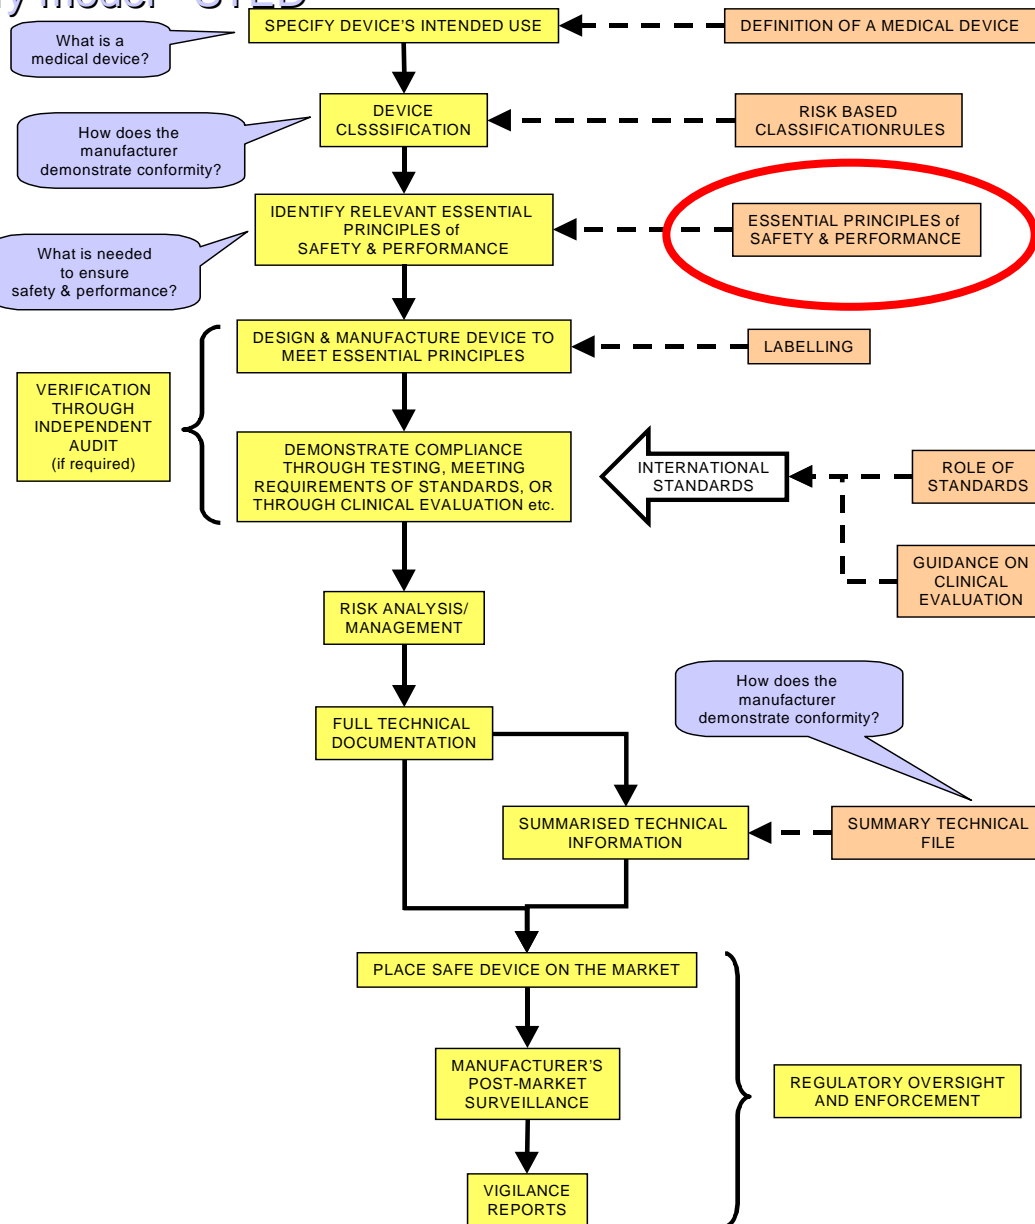 ry model - STED
SPECIFY DEVICE'S INTENDED USE
DEFINITION OF A MEDICAL DEVICE
What is a
medical device?
DEVICE
CLSSSIFICATION
RISK BASED
CLASSIFICATIONRULES
How does the
manufacturer
demonstrate conformity?
IDENTIFY RELEVANT ESSENTIAL
PRINCIPLES of
SAFETY & PERFORMANCE
ESSENTIAL PRINCIPLES of
SAFETY & PERFORMANCE
What is needed
to ensure
safety & performance?
DESIGN & MANUFACTURE DEVICE TO
MEET ESSENTIAL PRINCIPLES
LABELLING
VERIFICATION
THROUGH
INDEPENDENT
AUDIT
(if required)
DEMONSTRATE COMPLIANCE
THROUGH TESTING, MEETING
REQUIREMENTS OF STANDARDS, OR
THROUGH CLINICAL EVALUATION etc.
INTERNATIONAL
STANDARDS
ROLE OF
STANDARDS
GUIDANCE ON
CLINICAL
EVALUATION
RISK ANALYSIS/
MANAGEMENT
How does the
manufacturer
demonstrate conformity?
FULL TECHNICAL
DOCUMENTATION
SUMMARISED TECHNICAL
INFORMATION
SUMMARY TECHNICAL
FILE
PLACE SAFE DEVICE ON THE MARKET
MANUFACTURER'S
POST-MARKET
SURVEILLANCE
REGULATORY OVERSIGHT
AND ENFORCEMENT
VIGILANCE
REPORTS